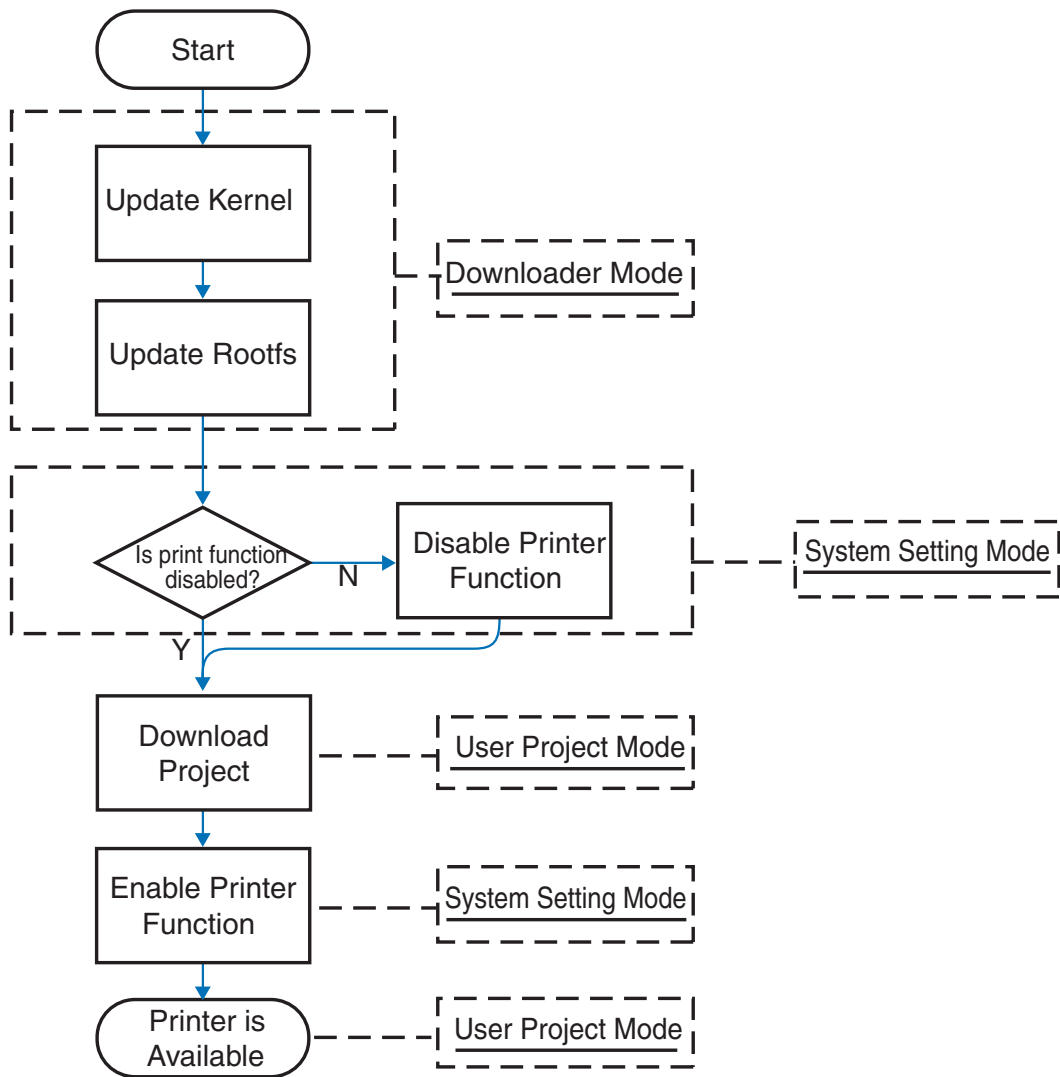 Start
Update Kernel
Downloader Mode
Update Rootfs
Is print function
disabled?
N
Disable Printer
Function
System Setting Mode
Y
Download
Project
User Project Mode
Enable Printer
Function
System Setting Mode
Printer is
Available
User Project Mode